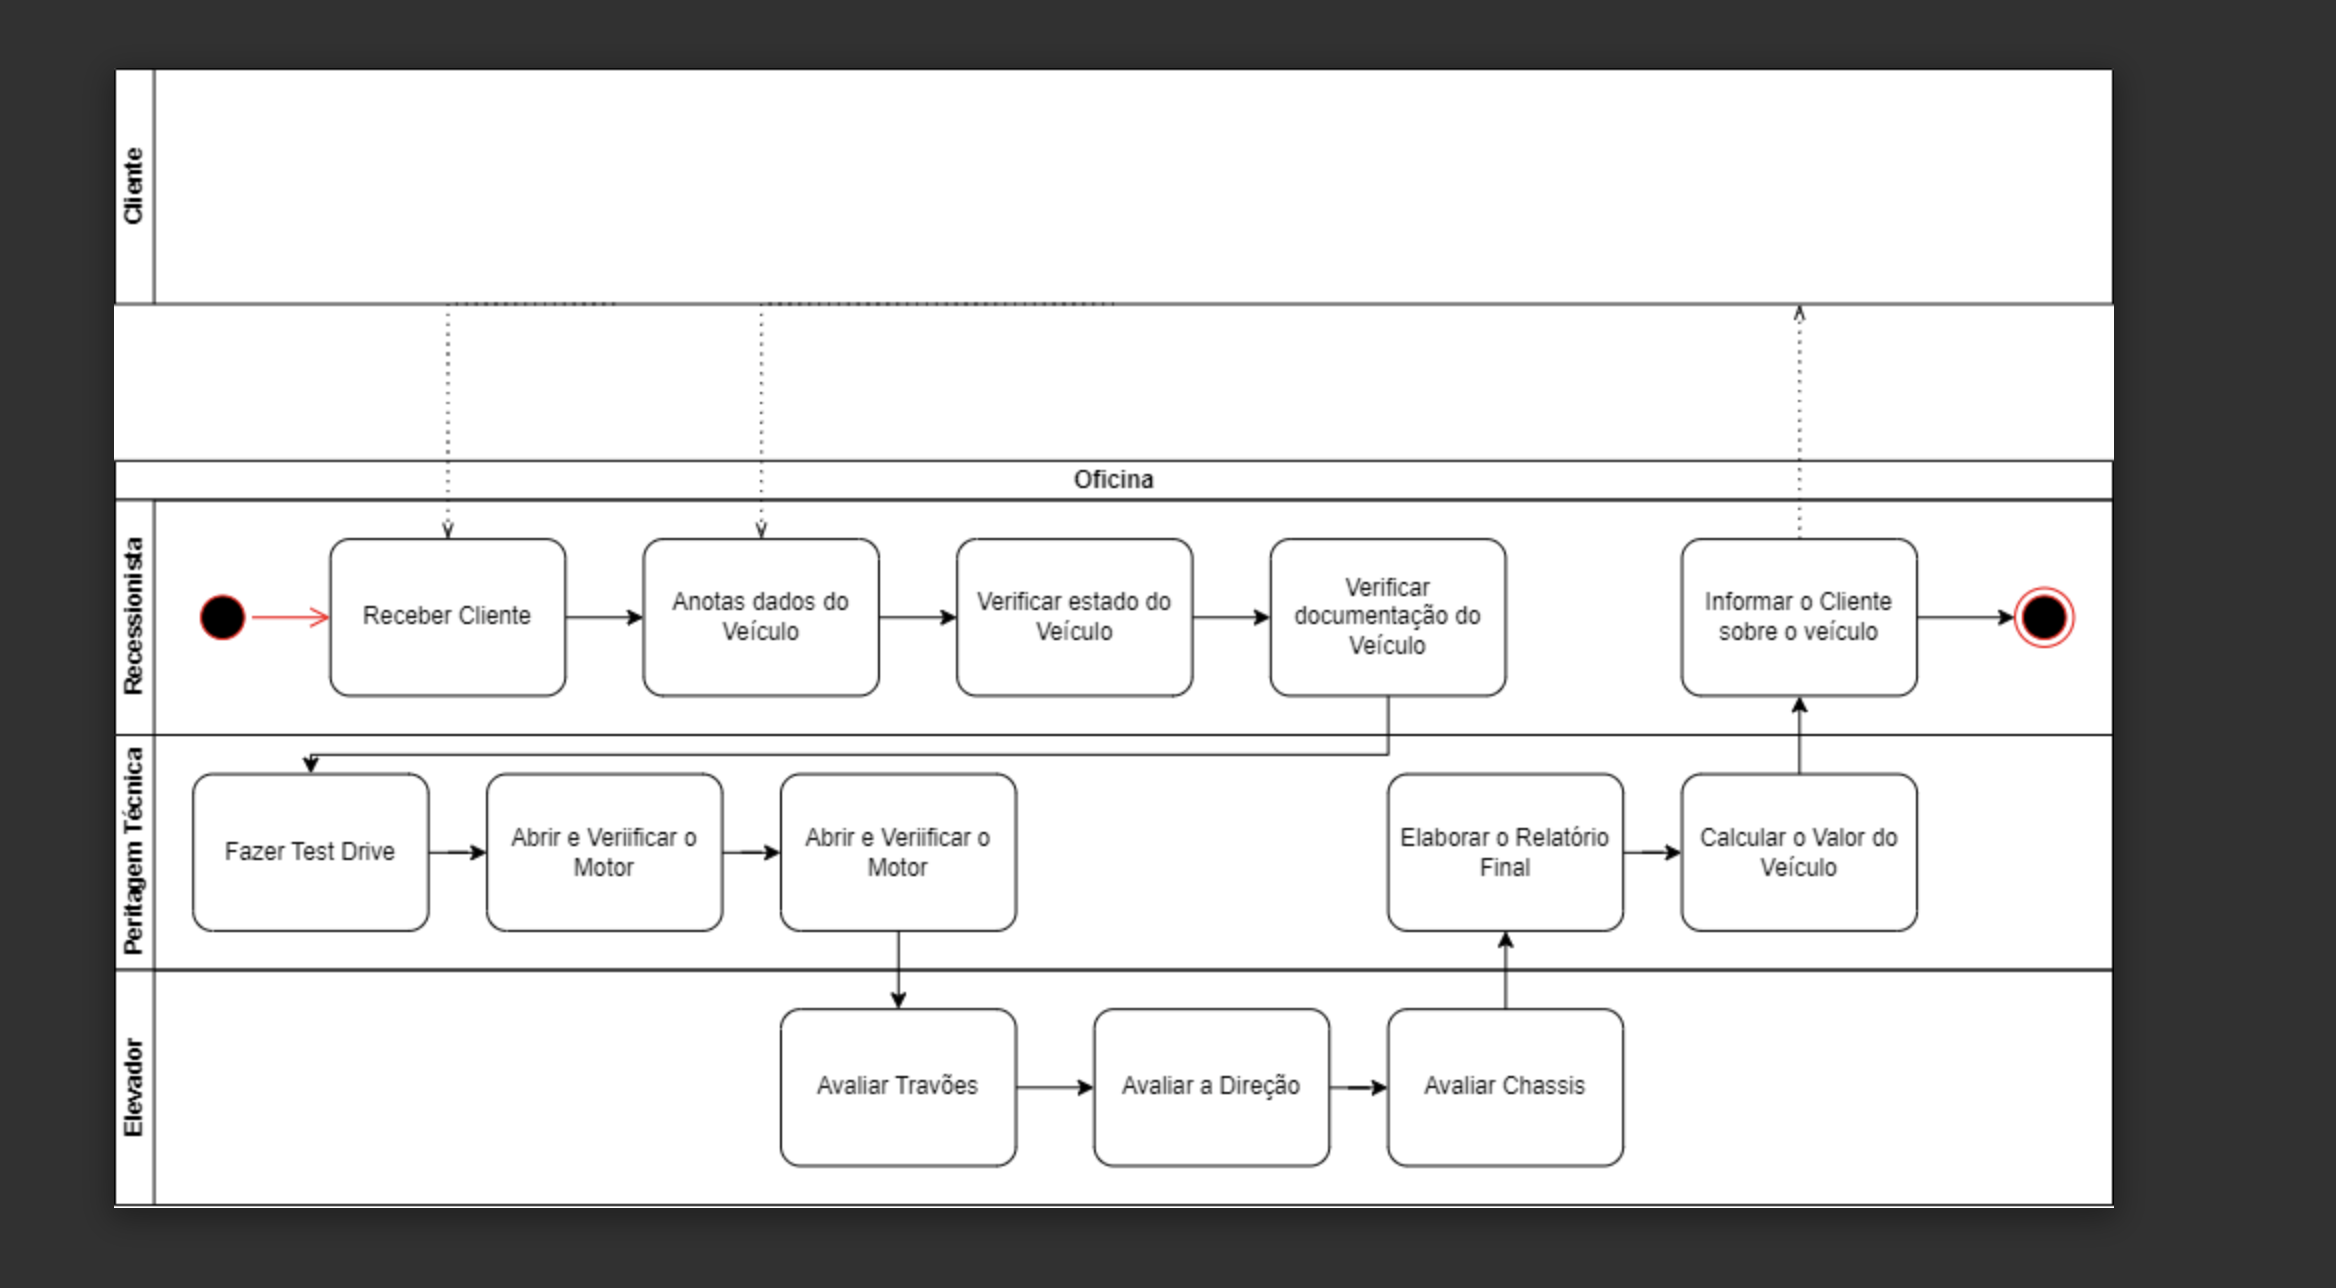 Cliente
Oficina
Recessionista
Receber Cliente
Anotas dados do
Veículo
Verificar estado do
Veículo
Verificar
documentação do
Veículo
Informar o Cliente
sobre o veículo
Peritagem Técnica
Fazer Test Drive
Abrir e Veriificar o
Motor
Abrir e Veriificar o
Motor
Elaborar o Relatório
Final
Calcular o Valor do
Veículo
Elevador
Avaliar Travões
Avaliar a Direção
Avaliar Chassis